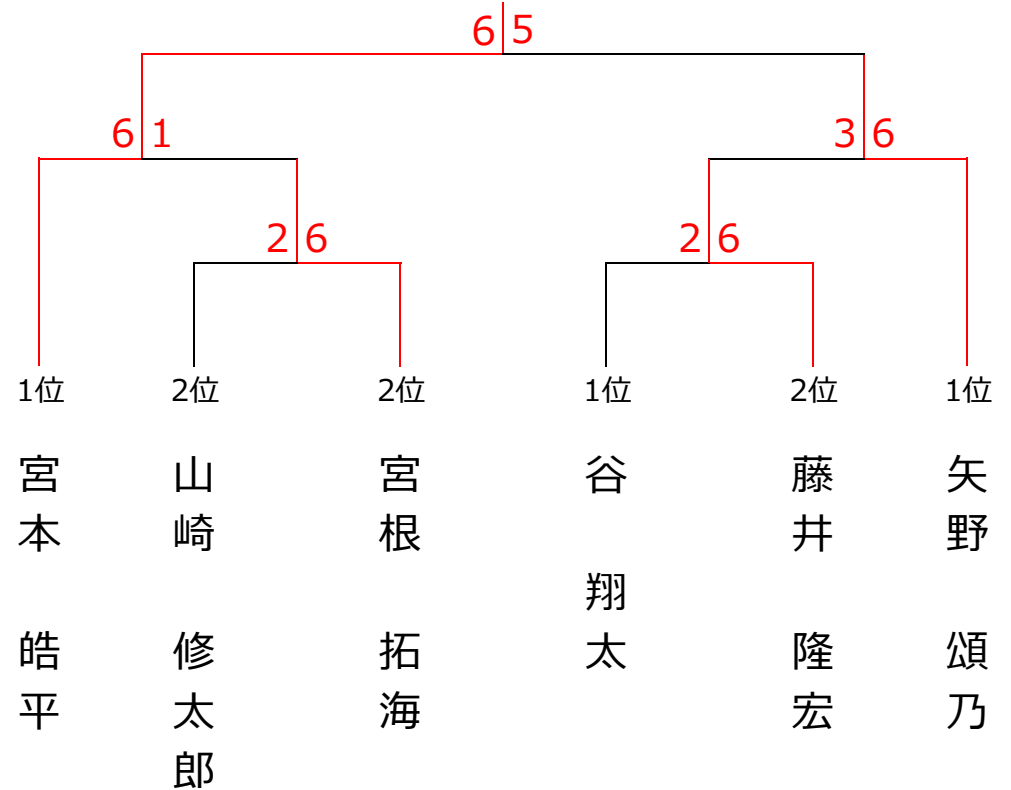 6 5
6 1
3 6
2 6
2 6
1位
2位
2位
1位
2位
1位
宮本 皓平
山崎 修太郎
宮根 拓海
谷 翔太
藤井 隆宏
矢野 頌乃